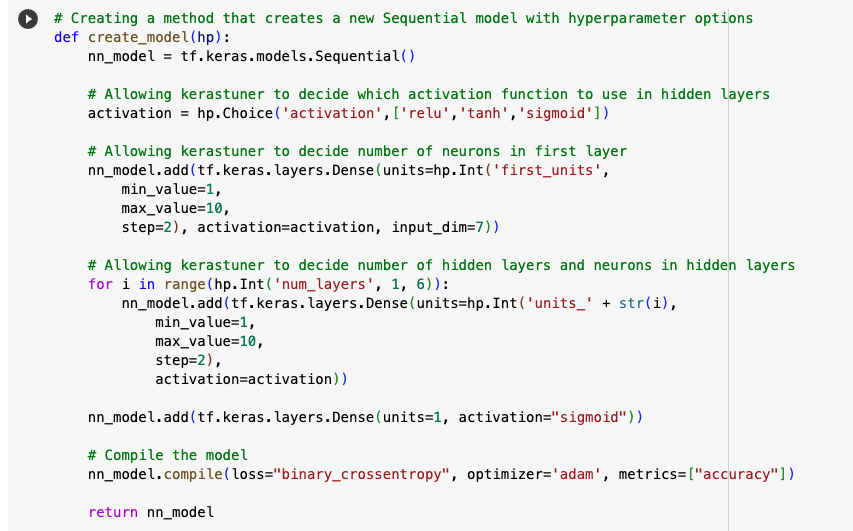 # Creating a method that creates a new Sequential model with hyperparameter options
def create_model(hp):
    nn_model = tf.keras.models.Sequential()

    # Allowing kerastuner to decide which activation function to use in hidden layers
    activation = hp.Choice('activation',['relu','tanh','sigmoid'])

    # Allowing kerastuner to decide number of neurons in first layer
    nn_model.add(tf.keras.layers.Dense(units=hp.Int('first_units',
        min_value=1,
        max_value=10,
        step=2), activation=activation, input_dim=7))

    # Allowing kerastuner to decide number of hidden layers and neurons in hidden layers
    for i in range(hp.Int('num_layers', 1, 6)):
        nn_model.add(tf.keras.layers.Dense(units=hp.Int('units_' + str(i),
            min_value=1,
            max_value=10,
            step=2),
            activation=activation))

    nn_model.add(tf.keras.layers.Dense(units=1, activation="sigmoid"))

    # Compile the model
    nn_model.compile(loss="binary_crossentropy", optimizer='adam', metrics=["accuracy"])

    return nn_model